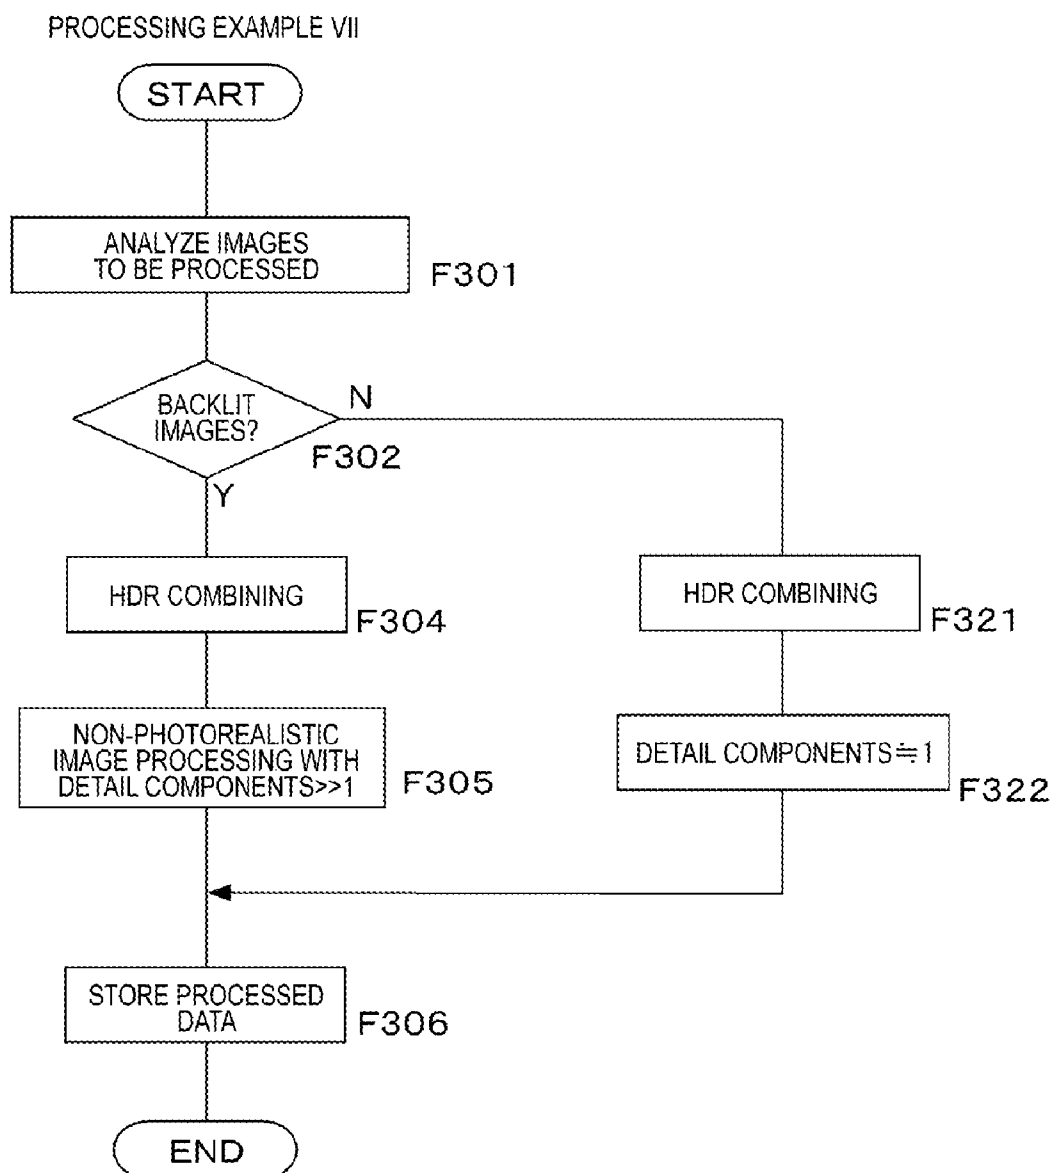 PROCESSING EXAMPLE VII
START
ANALYZE IMAGES
TO BE PROCESSED
F301
BACKLIT
IMAGES?
N
F302
Y
HDR COMBINING
F304
HDR COMBINING
F321
NON-PHOTOREALISTIC
IMAGE PROCESSING WITH
DETAIL COMPONENTS>>1
F305
DETAIL COMPONENTS≒1
F322
STORE PROCESSED
DATA
F306
END